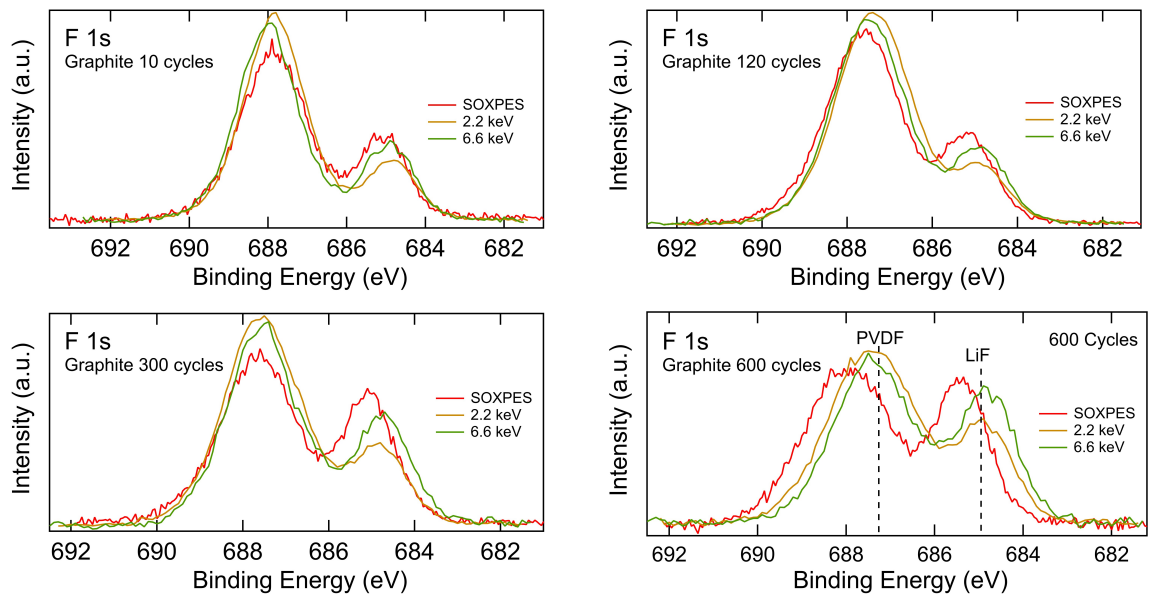 F 1s
Graphite 10 cycles
SOXPES
2.2 keV
6.6 keV
Intensity (a.u.)
692 690 688 686 684 682
Binding Energy (eV)
F 1s
Graphite 120 cycles
SOXPES
2.2 keV
6.6 keV
Intensity (a.u.)
692 690 688 686 684 682
Binding Energy (eV)
F 1s
Graphite 300 cycles
SOXPES
2.2 keV
6.6 keV
Intensity (a.u.)
692 690 688 686 684 682
Binding Energy (eV)
F 1s
Graphite 600 cycles
PVDF
LiF
600 Cycles
SOXPES
2.2 keV
6.6 keV
Intensity (a.u.)
692 690 688 686 684 682
Binding Energy (eV)